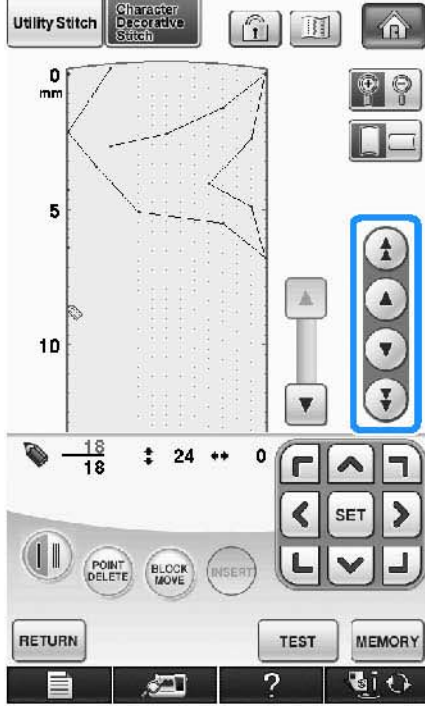 Utility Stitch
Character
Decorative
Stitch
0
mm
5
10
18
18
24
0
SET
POINT
DELETE
BLOCK
MOVE
INSERT
RETURN
TEST
MEMORY
?